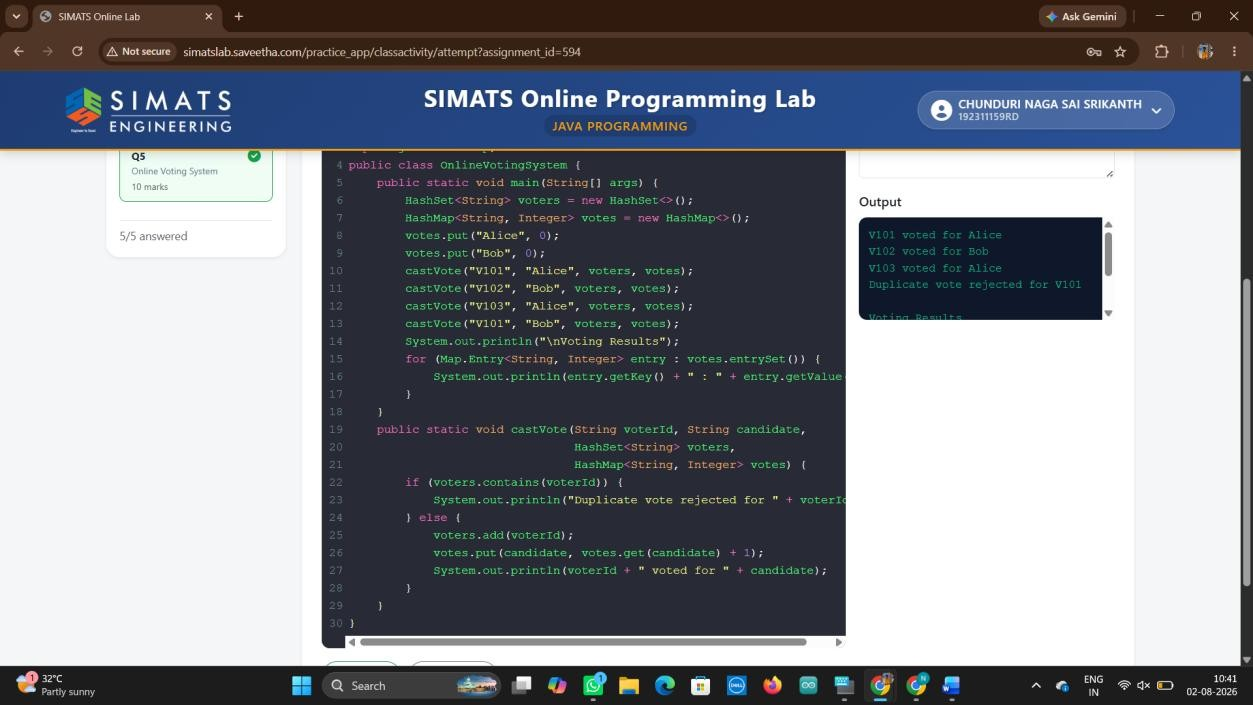 SIMATS Online Lab
Ask Gemini
Not secure
simatslab.saveetha.com/practice_app/classactivity/attempt?assignment_id=594
SIMATS
ENGINEERING
Engineer to Excel
SIMATS Online Programming Lab
JAVA PROGRAMMING
CHUNDURI NAGA SAI SRIKANTH
192311159RD
Q5
Online Voting System
10 marks
5/5 answered
4 public class OnlineVotingSystem {
5 public static void main(String[] args) {
6 HashSet<String> voters = new HashSet<>();
7 HashMap<String, Integer> votes = new HashMap<>();
8 votes.put("Alice", 0);
9 votes.put("Bob", 0);
10 castVote("V101", "Alice", voters, votes);
11 castVote("V102", "Bob", voters, votes);
12 castVote("V103", "Alice", voters, votes);
13 castVote("V101", "Bob", voters, votes);
14 System.out.println("\nVoting Results");
15 for (Map.Entry<String, Integer> entry : votes.entrySet()) {
16 System.out.println(entry.getKey() + " : " + entry.getValue
17 }
18 }
19 public static void castVote(String voterId, String candidate,
20 HashSet<String> voters,
21 HashMap<String, Integer> votes) {
22 if (voters.contains(voterId)) {
23 System.out.println("Duplicate vote rejected for " + voterId
24 } else {
25 voters.add(voterId);
26 votes.put(candidate, votes.get(candidate) + 1);
27 System.out.println(voterId + " voted for " + candidate);
28 }
29 }
30 }
Output
V101 voted for Alice
V102 voted for Bob
V103 voted for Alice
Duplicate vote rejected for V101
Voting Results
1
32°C
Partly sunny
Search
DELL
ENG
IN
10:41
02-08-2026